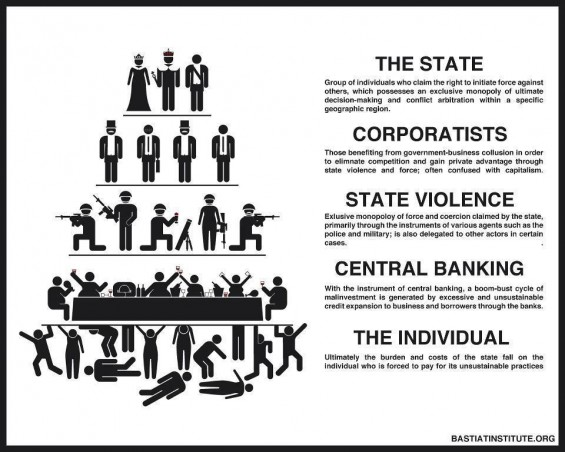 THE STATE
Group of individuals who claim the right to initiate force against
others, which possesses an exclusive monopoly of ultimate
decision-making and conflict arbitration within a specific
geographic region.
CORPORATISTS
Those benefiting from government-business collusion in order
to elimnate competition and gain private advantage through
state violence and force; often confused with capitalism.
STATE VIOLENCE
Exlusive monopoloy of force and coercion claimed by the state,
primarily through the instruments of various agents such as the
police and military; is also delegated to other actors in certain
cases.
CENTRAL BANKING
With the instrument of central banking, a boom-bust cycle of
malinvestment is generated by excessive and unsustainable
credit expansion to business and borrowers through the banks.
THE INDIVIDUAL
Ultimately the burden and costs of the state fall on the
individual who is forced to pay for its unsustainable practices
BASTIATINSTITUTE.ORG